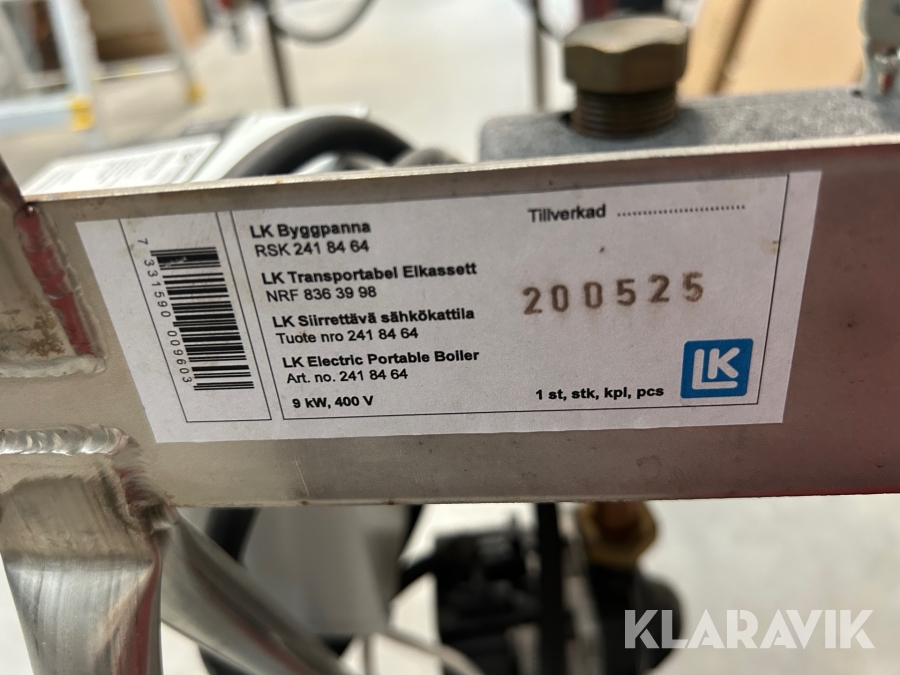 LK Byggpanna
RSK 241 84 64
LK Transportabel Elkassett
NRF 836 39 98
LK Siirrettävä sähkökattila
Tuote nro 241 84 64
LK Electric Portable Boiler
Art. no. 241 84 64
9 kW, 400 V
Tillverkad ..........................
200525
1 st, stk, kpl, pcs
LK
7 331590 009603
KLARAVIK